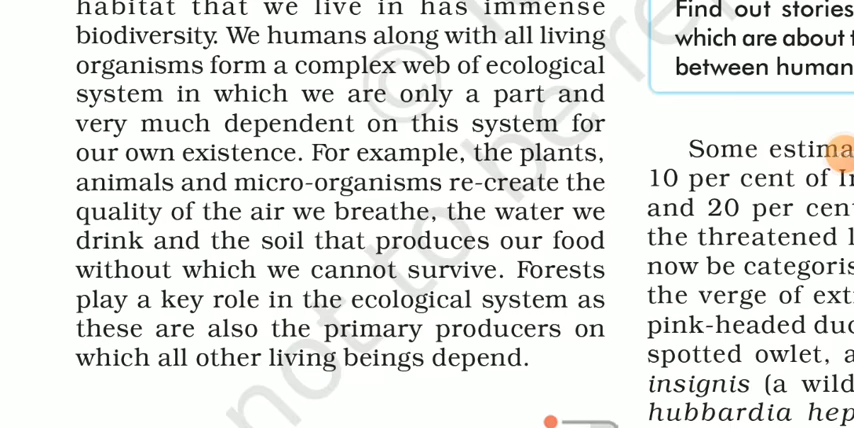 habitat that we live in has immense
biodiversity. We humans along with all living
organisms form a complex web of ecological
system in which we are only a part and
very much dependent on this system for
our own existence. For example, the plants,
animals and micro-organisms re-create the
quality of the air we breathe, the water we
drink and the soil that produces our food
without which we cannot survive. Forests
play a key role in the ecological system as
these are also the primary producers on
which all other living beings depend.
Find out stories
which are about
between human
Some
10 per cent of
and 20 per
the threatened
now be
the verge of
pink-headed
spotted owlet,
insignis (a wild
hubbardia
© 
not to be